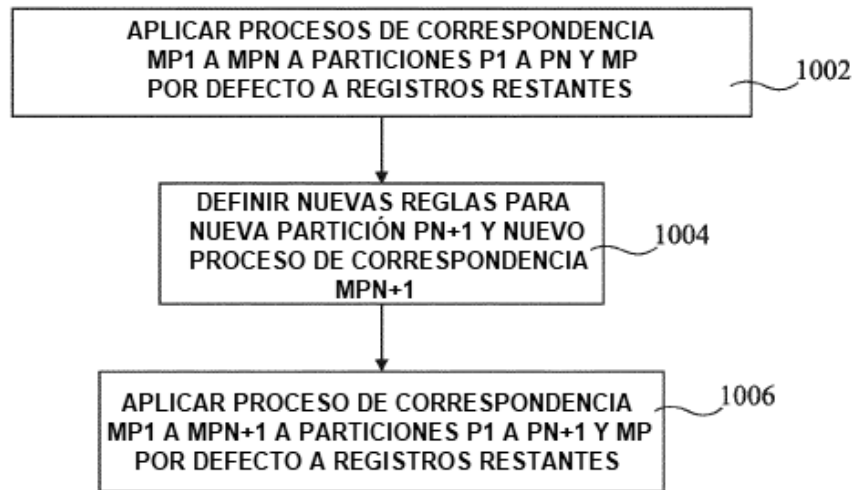 APLICAR PROCESOS DE CORRESPONDENCIA
MP1 A MPN A PARTICIONES P1 A PN Y MP
POR DEFECTO A REGISTROS RESTANTES
1002
DEFINIR NUEVAS REGLAS PARA
NUEVA PARTICIÓN PN+1 Y NUEVO
PROCESO DE CORRESPONDENCIA
MPN+1
1004
APLICAR PROCESO DE CORRESPONDENCIA
MP1 A MPN+1 A PARTICIONES P1 A PN+1 Y MP
POR DEFECTO A REGISTROS RESTANTES
1006